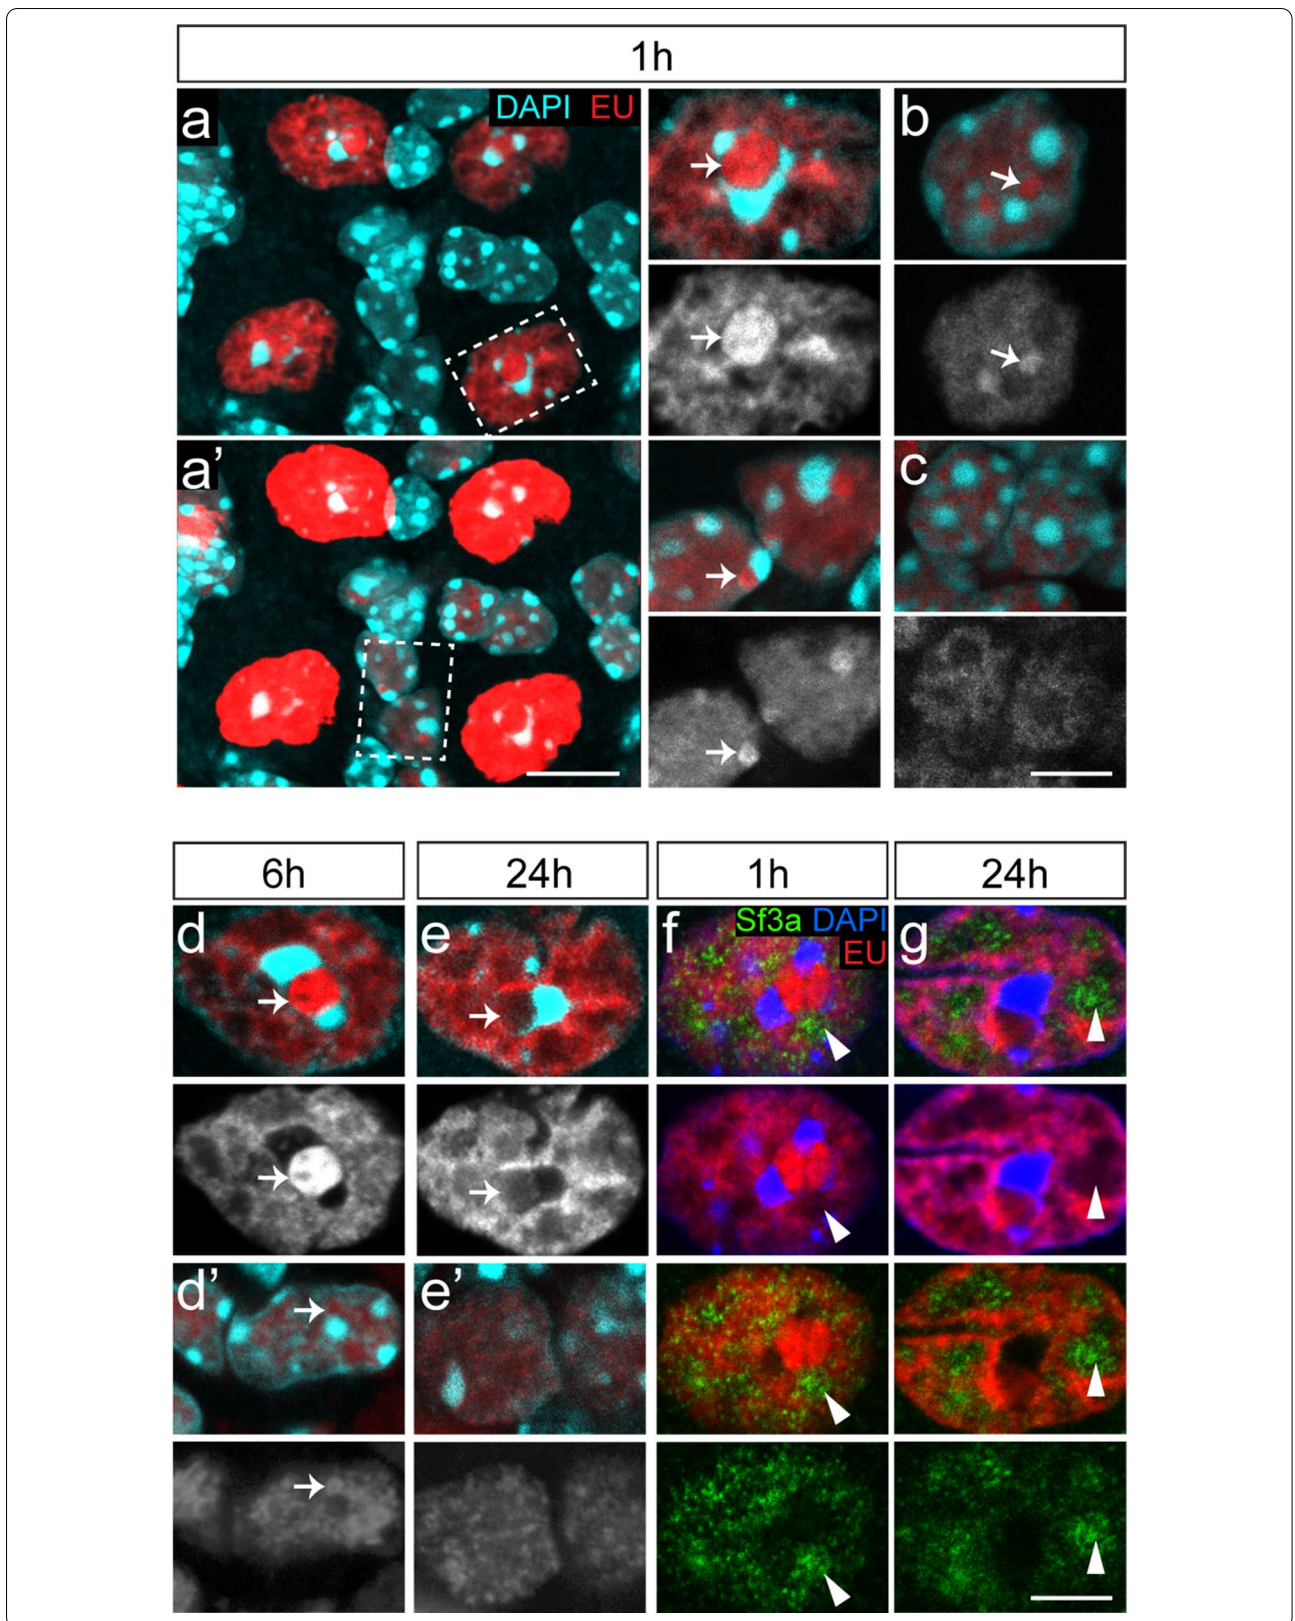 1h
a DAPI EU
b
a’
c
6h 24h 1h 24h
d e f Sf3a DAPI EU g
d’ e’